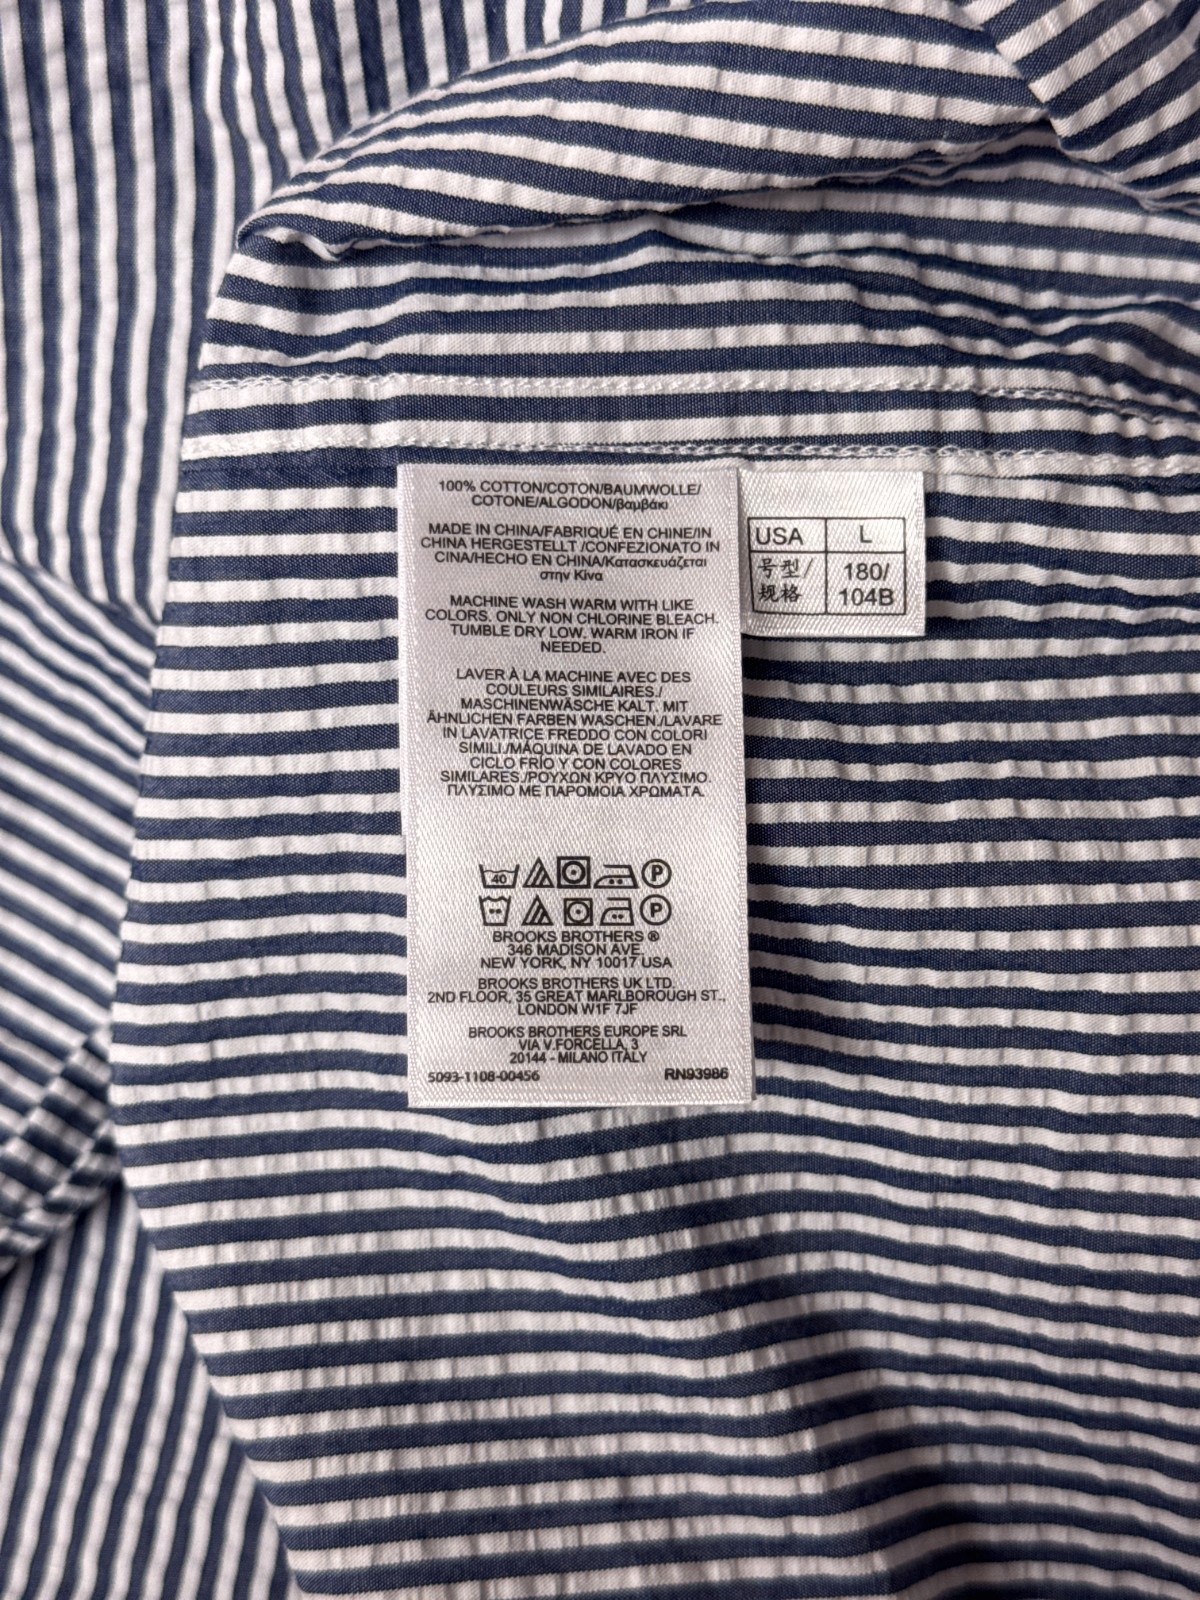 100% COTTON/COTON/BAUMWOLLE/
COTONE/ALGODON/βαμβάκι
MADE IN CHINA/FABRIQUÉ EN CHINE/IN
CHINA HERGESTELLT /CONFEZIONATO IN
CINA/HECHO EN CHINA/Κατασκευάζεται
στην Κίνα
MACHINE WASH WARM WITH LIKE
COLORS. ONLY NON CHLORINE BLEACH.
TUMBLE DRY LOW. WARM IRON IF
NEEDED.
LAVER À LA MACHINE AVEC DES
COULEURS SIMILAIRES./
MASCHINENWÄSCHE KALT. MIT
ÄHNLICHEN FARBEN WASCHEN./LAVARE
IN LAVATRICE FREDDO CON COLORI
SIMILI./MÁQUINA DE LAVADO EN
CICLO FRÍO Y CON COLORES
SIMILARES./ΡΟΥΧΩΝ ΚΡΥΟ ΠΛΥΣΙΜΟ.
ΠΛΥΣΙΜΟ ΜΕ ΠΑΡΟΜΟΙΑ ΧΡΩΜΑΤΑ.
40 P
P
BROOKS BROTHERS ®
346 MADISON AVE,
NEW YORK, NY 10017 USA
BROOKS BROTHERS UK LTD.
2ND FLOOR, 35 GREAT MARLBOROUGH ST.,
LONDON W1F 7JF
BROOKS BROTHERS EUROPE SRL
VIA V.FORCELLA, 3
20144 - MILANO ITALY
5093-1108-00456 RN93986
USA L
号型/ 180/
规格 104B